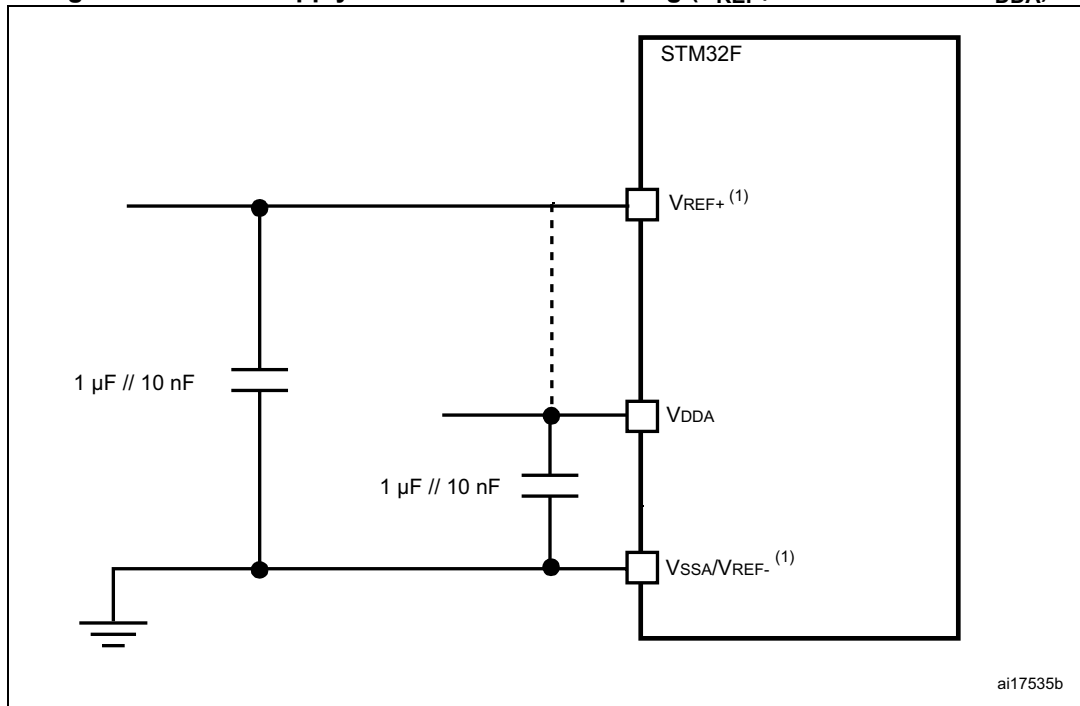 STM32F
VREF+ (1)
1 µF // 10 nF
VDDA
1 µF // 10 nF
VSSA/VREF- (1)
ai17535b